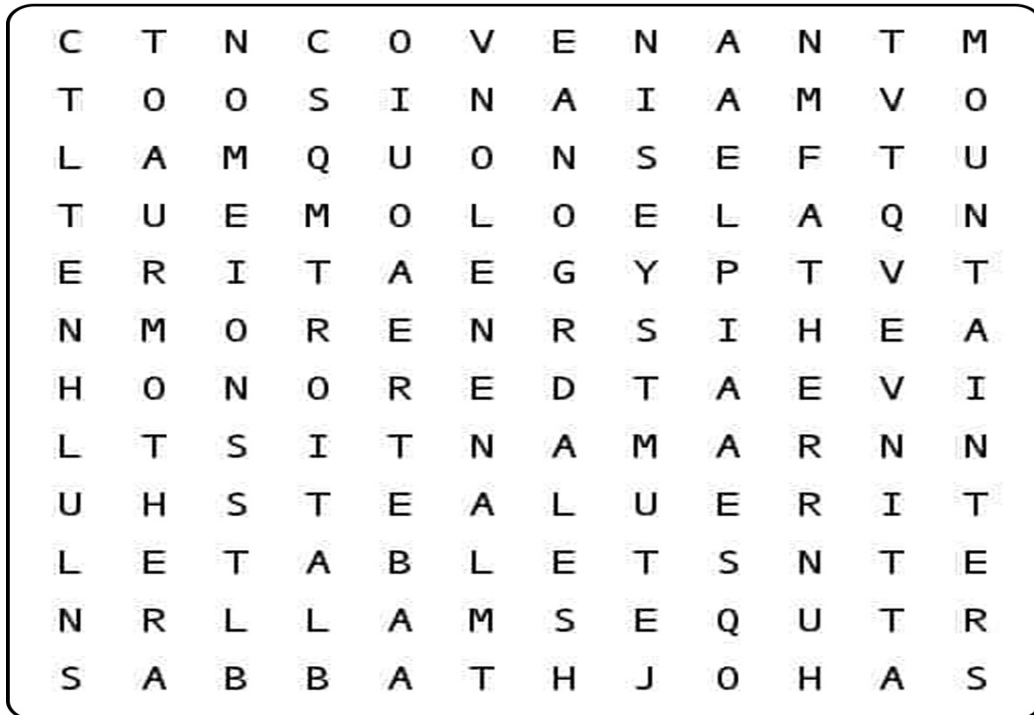 C T N C O V E N A N T M
T O O S I N A I A M V O
L A M Q U O N S E F T U
T U E M O L O E L A Q N
E R I T A E G Y P T V T
N M O R E N R S I H E A
H O N O R E D T A E V I
L T S I T N A M A R N N
U H S T E A L U E R I T
L E T A B L E T S N T E
N R L L A M S E Q U T R
S A B B A T H J O H A S